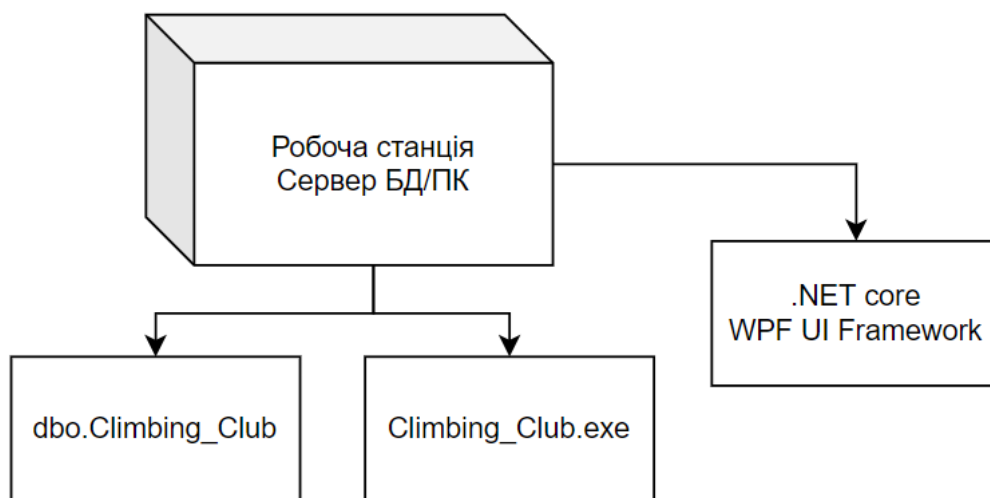 Робоча станція
Сервер БД/ПК
.NET core
WPF UI Framework
dbo.Climbing_Club
Climbing_Club.exe